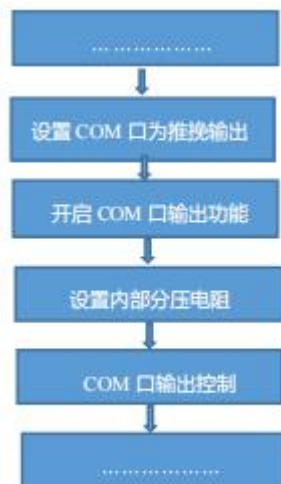 ………………
设置 COM 口为推挽输出
开启 COM 口输出功能
设置内部分压电阻
COM 口输出控制
…………………